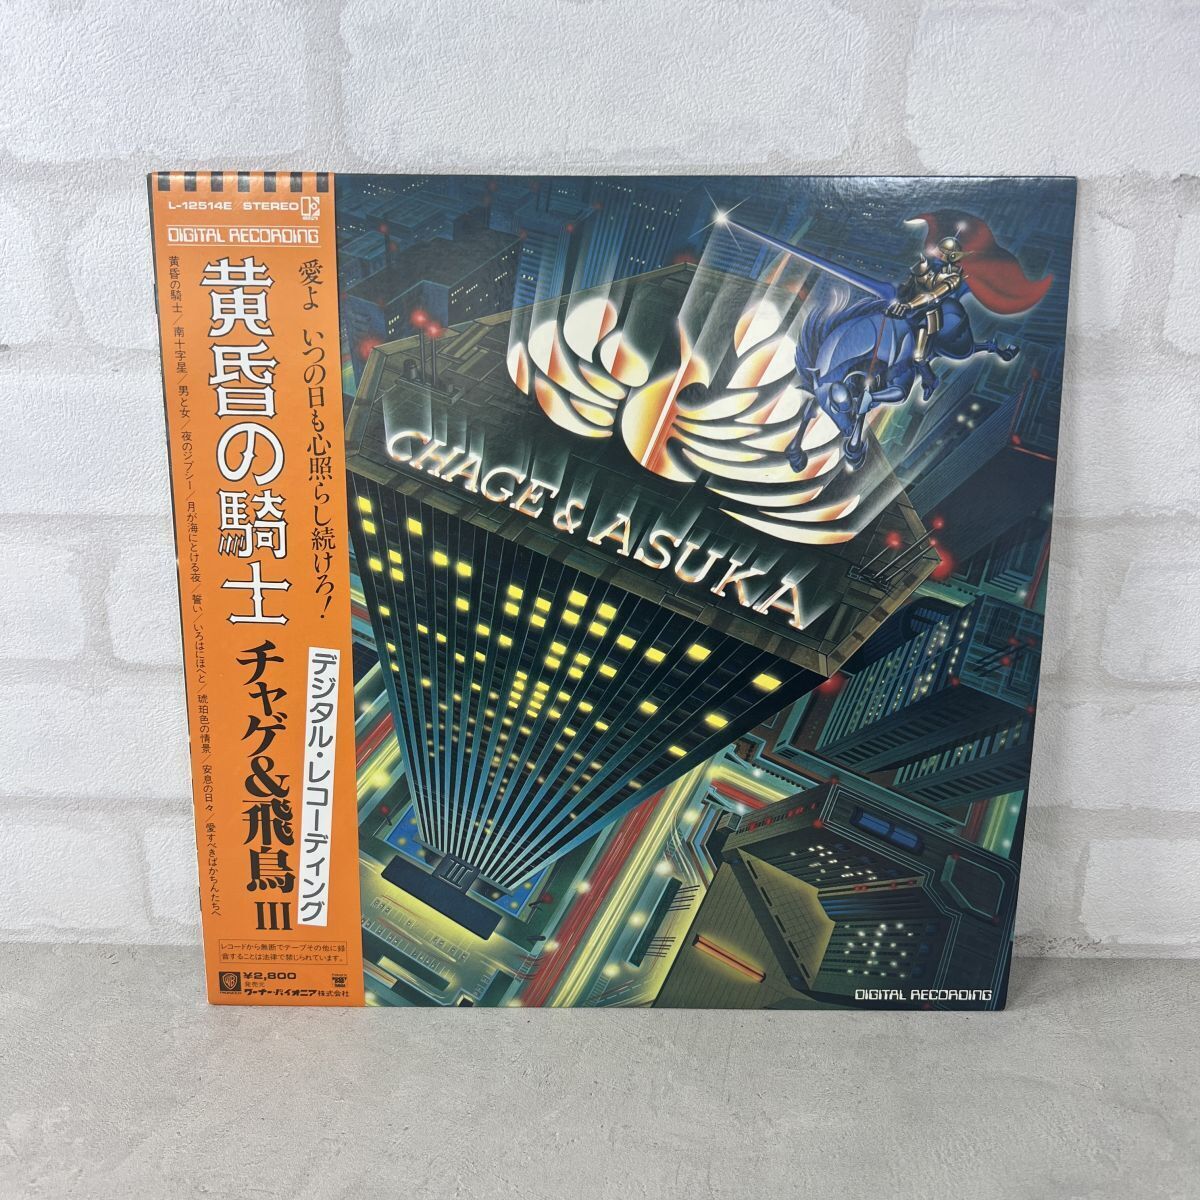 L-12514E/STEREO
DIGITAL RECORDING
愛よ いつの日も心照らし続けろ！
黄昏の騎士
黄昏の騎士／南十字星／男と女／夜のジプシー／月が海にとける夜／誓い／いろはにほへと／琥珀色の情景／安息の日々／愛すべきばかちんたちへ
チャゲ&飛鳥 III
デジタル・レコーディング
レコードから無断でテープその他に録
音することは法律で禁じられています。
¥2,800
発売元
ワーナー・パイオニア株式会社
CHAGE & ASUKA
III
DIGITAL RECORDING